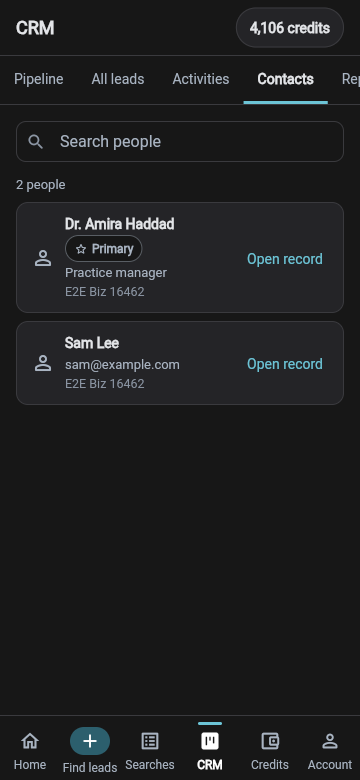 CRM
4,106 credits
Pipeline
All leads
Activities
Contacts
Rep
Search people
2 people
Dr. Amira Haddad
Primary
Practice manager
E2E Biz 16462
Open record
Sam Lee
sam@example.com
E2E Biz 16462
Open record
Home
Find leads
Searches
CRM
Credits
Account